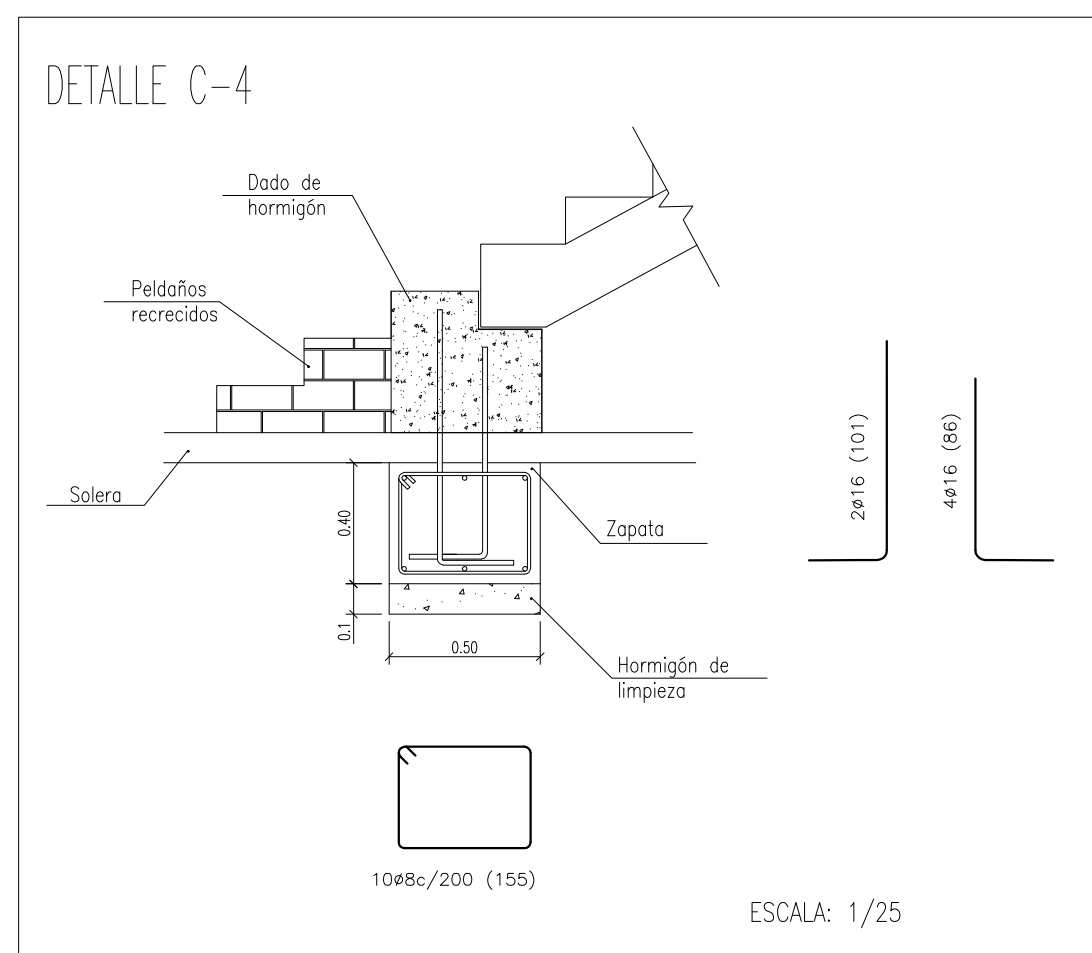 DETALLE C-4
Dado de
hormigón
Peldaños
recrecidos
2ø16 (101)
4ø16 (86)
Solera
0.40
Zapata
0.1
0.50
Hormigón de
limpieza
10ø8c/200 (155)
ESCALA: 1/25